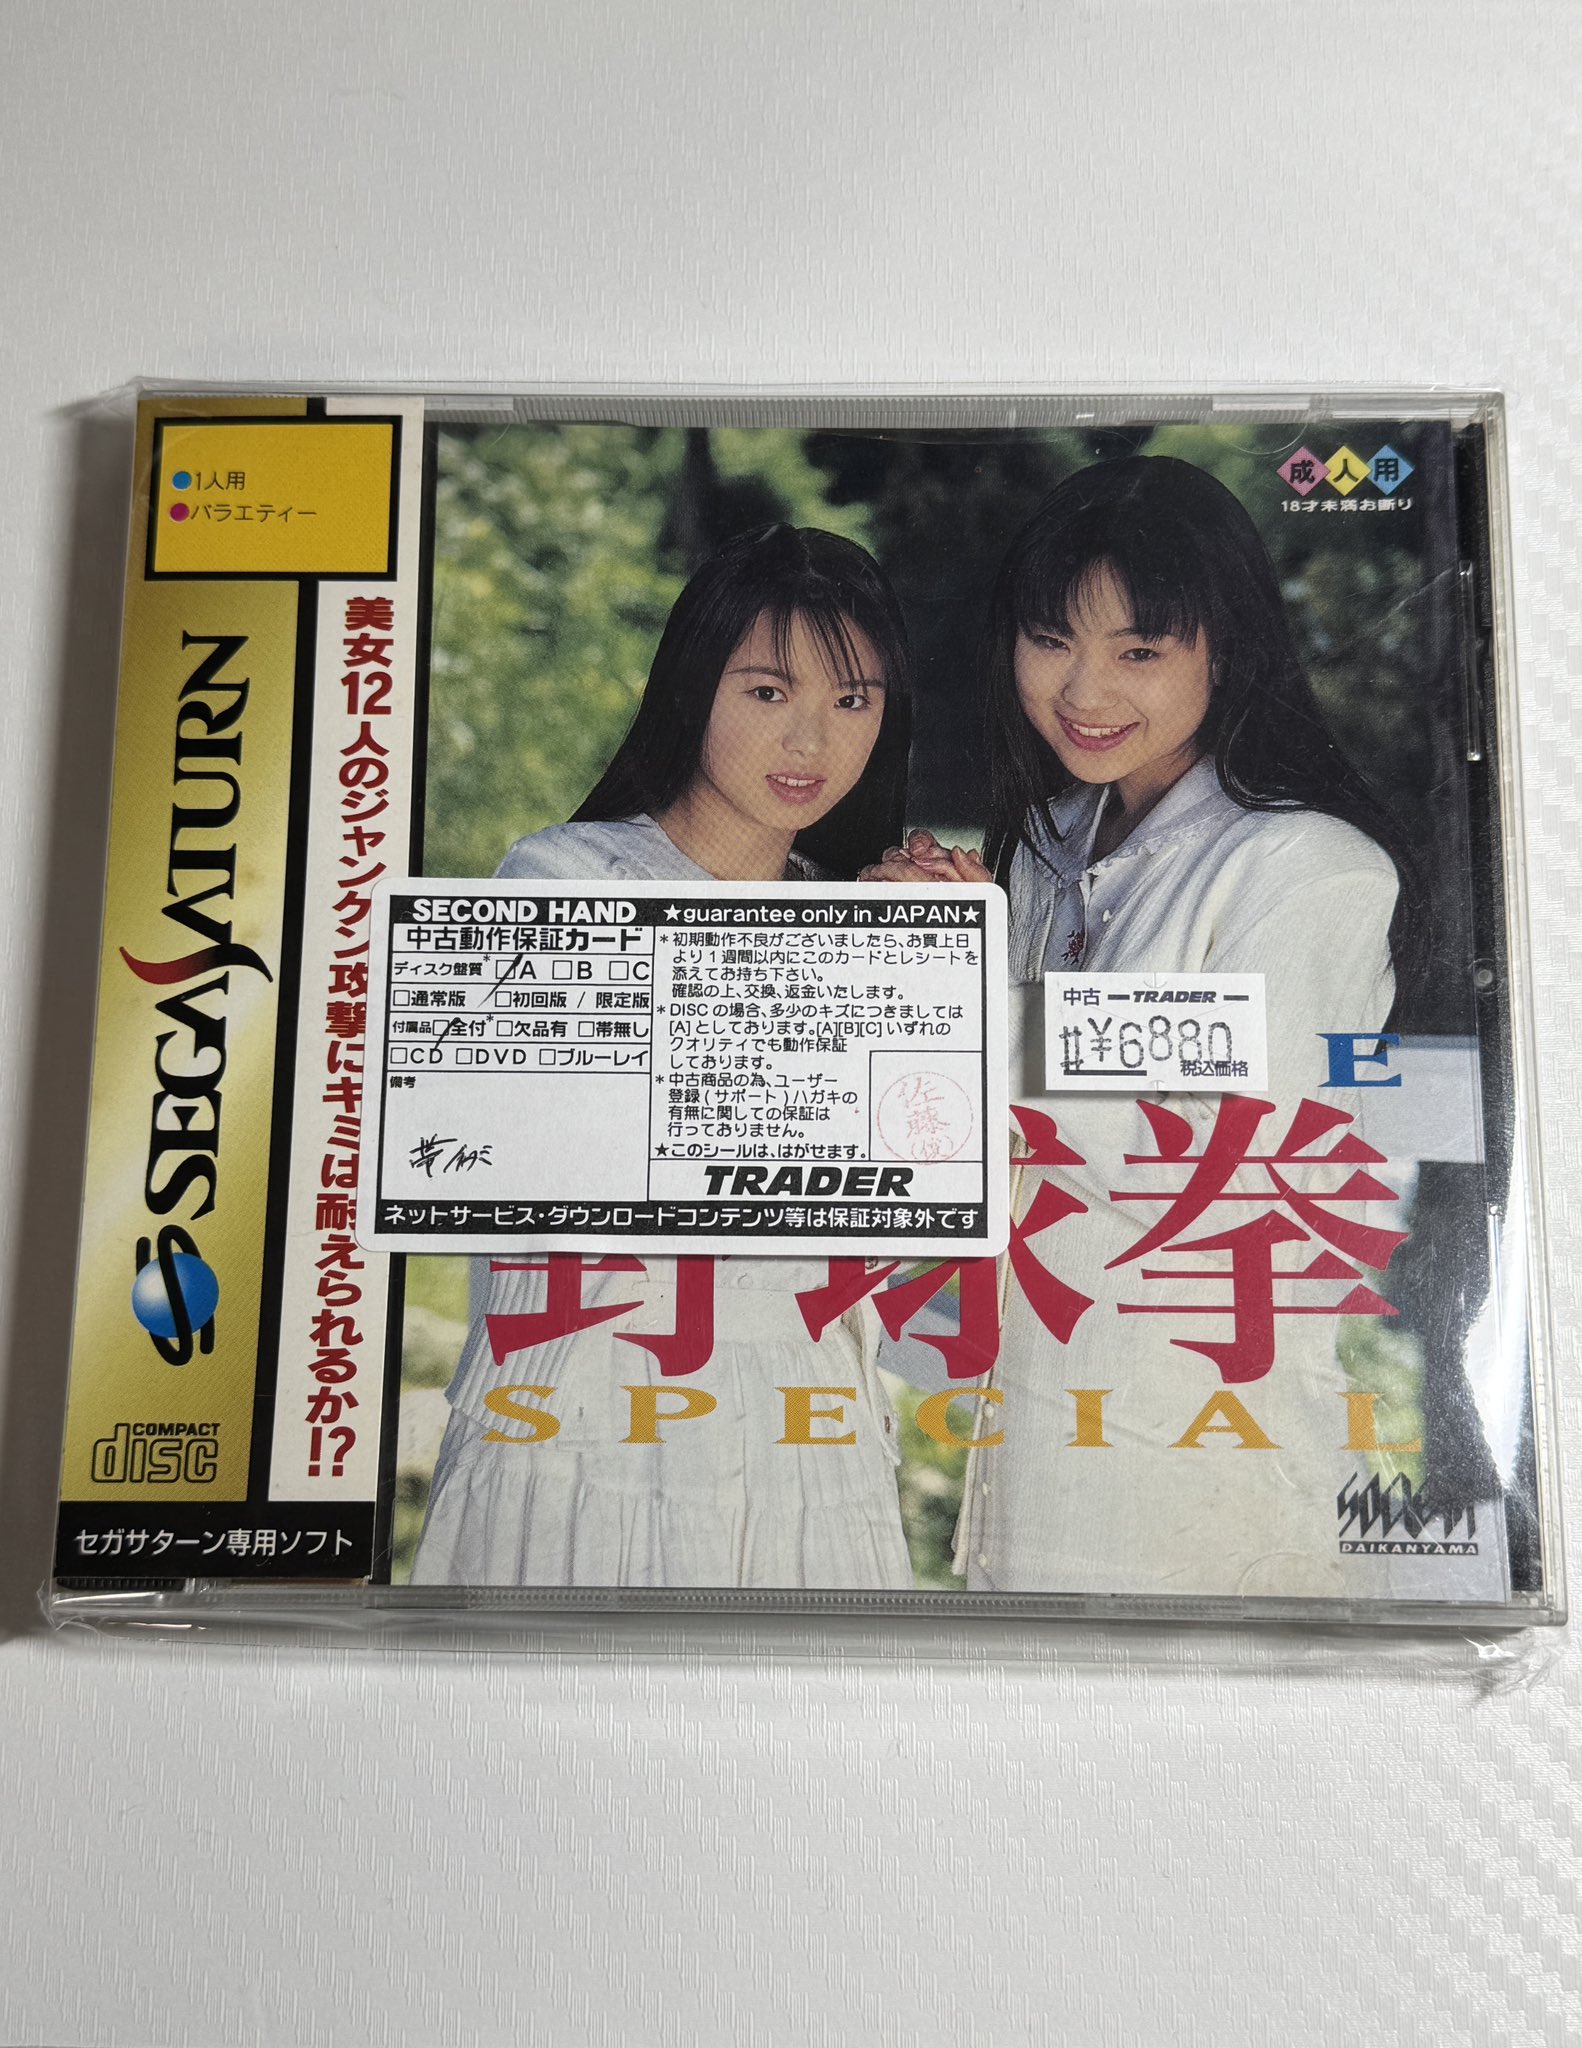 1人用
バラエティー
SEGA SATURN
COMPACT
disc
セガサターン専用ソフト
美女12人のジャンケン攻撃にキミは耐えられるか!?
成人用
18才未満お断り
SECOND HAND ★guarantee only in JAPAN★
中古動作保証カード
ディスク盤質* □A □B □C
□通常版 □初回版 / 限定版
付属品□全付*□欠品有 □帯無し
□CD □DVD □ブルーレイ
備考
*初期動作不良がございましたら、お買上日
より1週間以内にこのカードとレシートを
添えてお持ち下さい。
確認の上、交換、返金いたします。
*DISCの場合、多少のキズにつきましては
[A]としております。[A][B][C]いずれの
クオリティでも動作保証
しております。
*中古商品の為、ユーザー
登録(サポート)ハガキの
有無に関しての保証は
行っておりません。
★このシールは、はがせます。
佐藤(俊)
TRADER
ネットサービス・ダウンロードコンテンツ等は保証対象外です
中古 TRADER
¥6880
税込価格
E
野球拳
SPECIAL
DAIKANYAMA